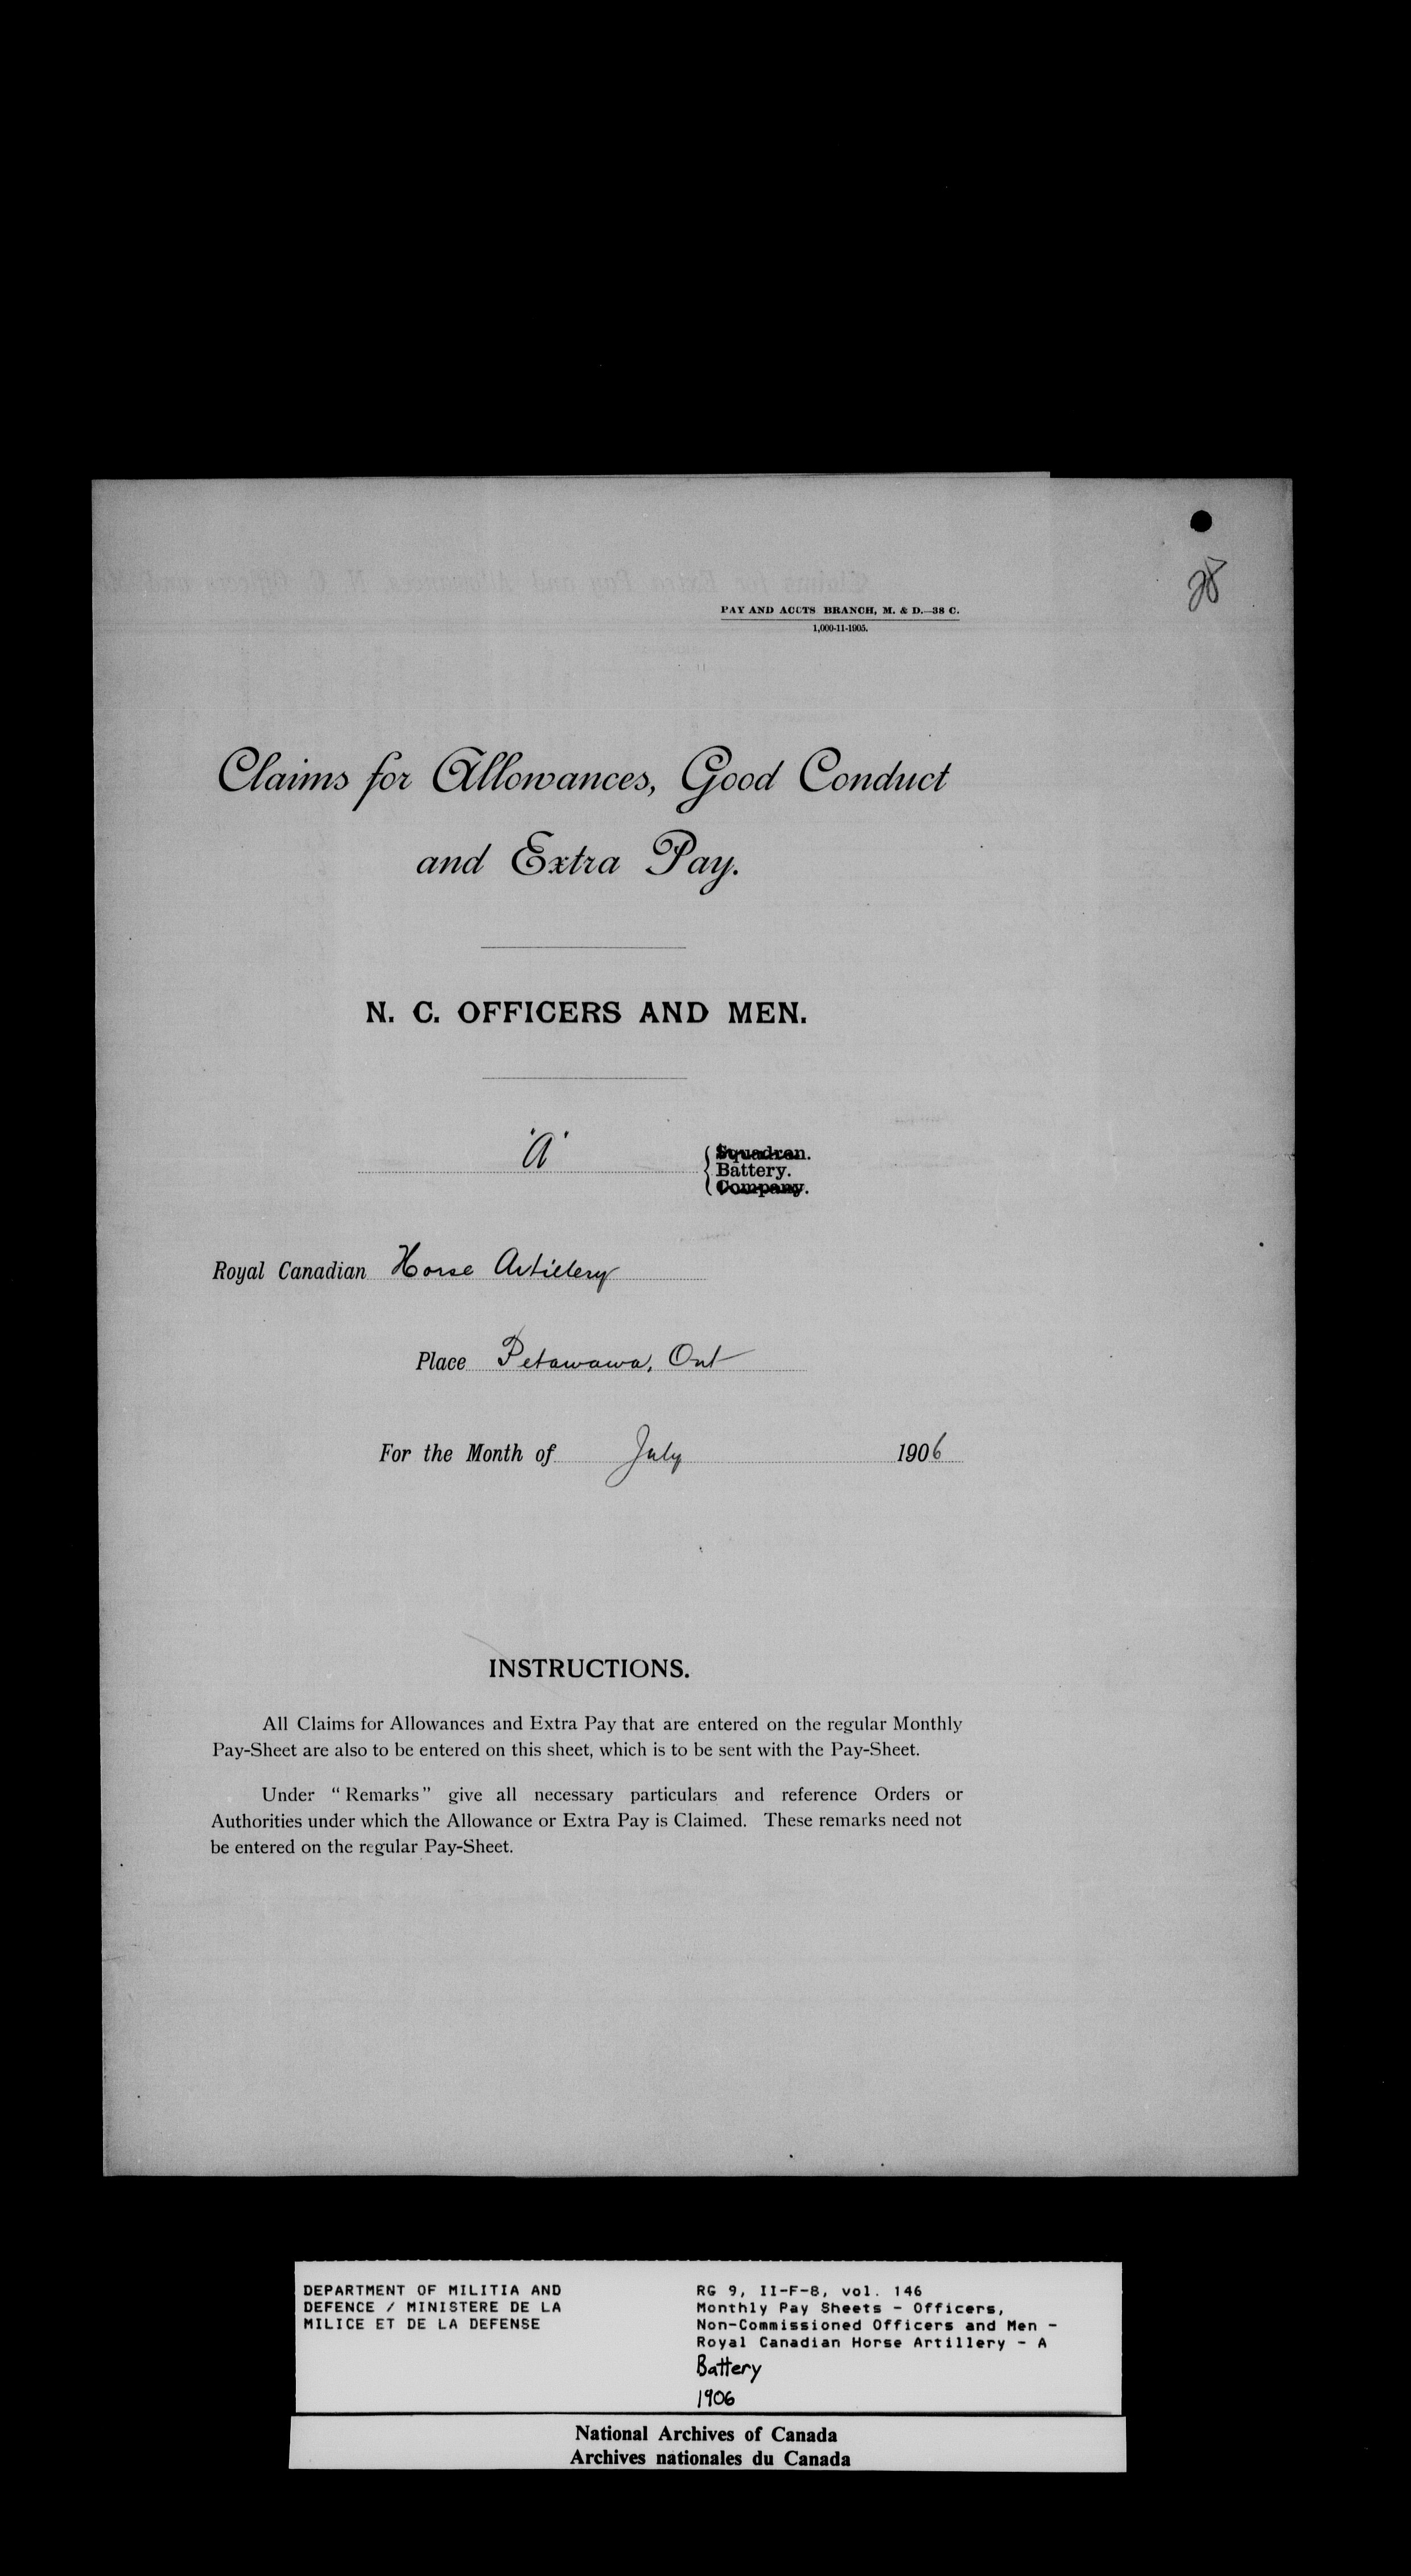 28
PAY AND ACCTS BRANCH, M. & D.—38 C.
1,000-11-1905.
Claims for Allowances, Good Conduct
and Extra Pay.
N. C. OFFICERS AND MEN.
"A" { Squadron.
Battery.
Company.
Royal Canadian Horse Artillery
Place Petawawa, Ont
For the Month of July 1906
INSTRUCTIONS.
All Claims for Allowances and Extra Pay that are entered on the regular Monthly
Pay-Sheet are also to be entered on this sheet, which is to be sent with the Pay-Sheet.
Under "Remarks" give all necessary particulars and reference Orders or
Authorities under which the Allowance or Extra Pay is Claimed. These remarks need not
be entered on the regular Pay-Sheet.
DEPARTMENT OF MILITIA AND
DEFENCE / MINISTERE DE LA
MILICE ET DE LA DEFENSE
RG 9, II-F-8, vol. 146
Monthly Pay Sheets - Officers,
Non-Commissioned Officers and Men -
Royal Canadian Horse Artillery - A
Battery
1906
National Archives of Canada
Archives nationales du Canada